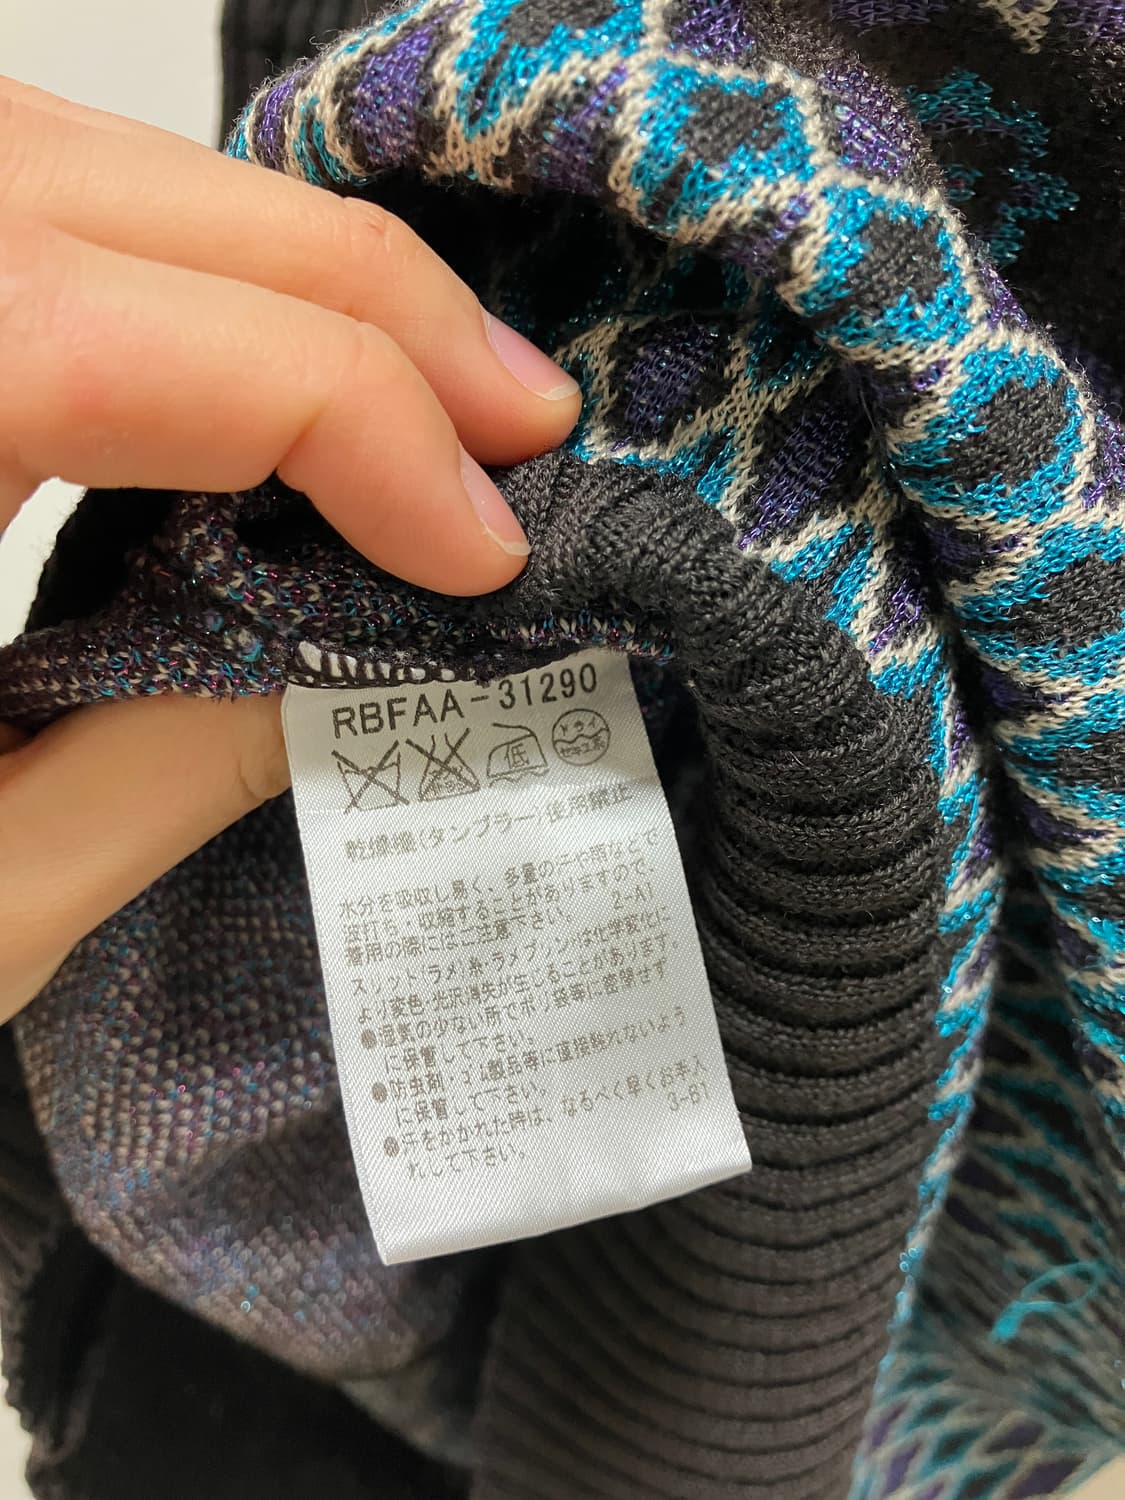 RBFAA-31290
低
ドライ
セキユ系
乾燥機(タンブラー)使用禁止
水分を吸収し易く、多量の汗や雨などで
目打ち・収縮することがありますので、
着用の際にはご注意下さい。 2-A1
スリット(ラメ)糸・ラメプリントは化学変化に
より変色・光沢消失が生じることがあります。
●湿気の少ない所でポリ袋等に密閉せず
に保管して下さい。
●防虫剤・ゴム製品等に直接触れないよう
に保管して下さい。
●汗をかかれた時は、なるべく早くお手入
れして下さい。 3-61